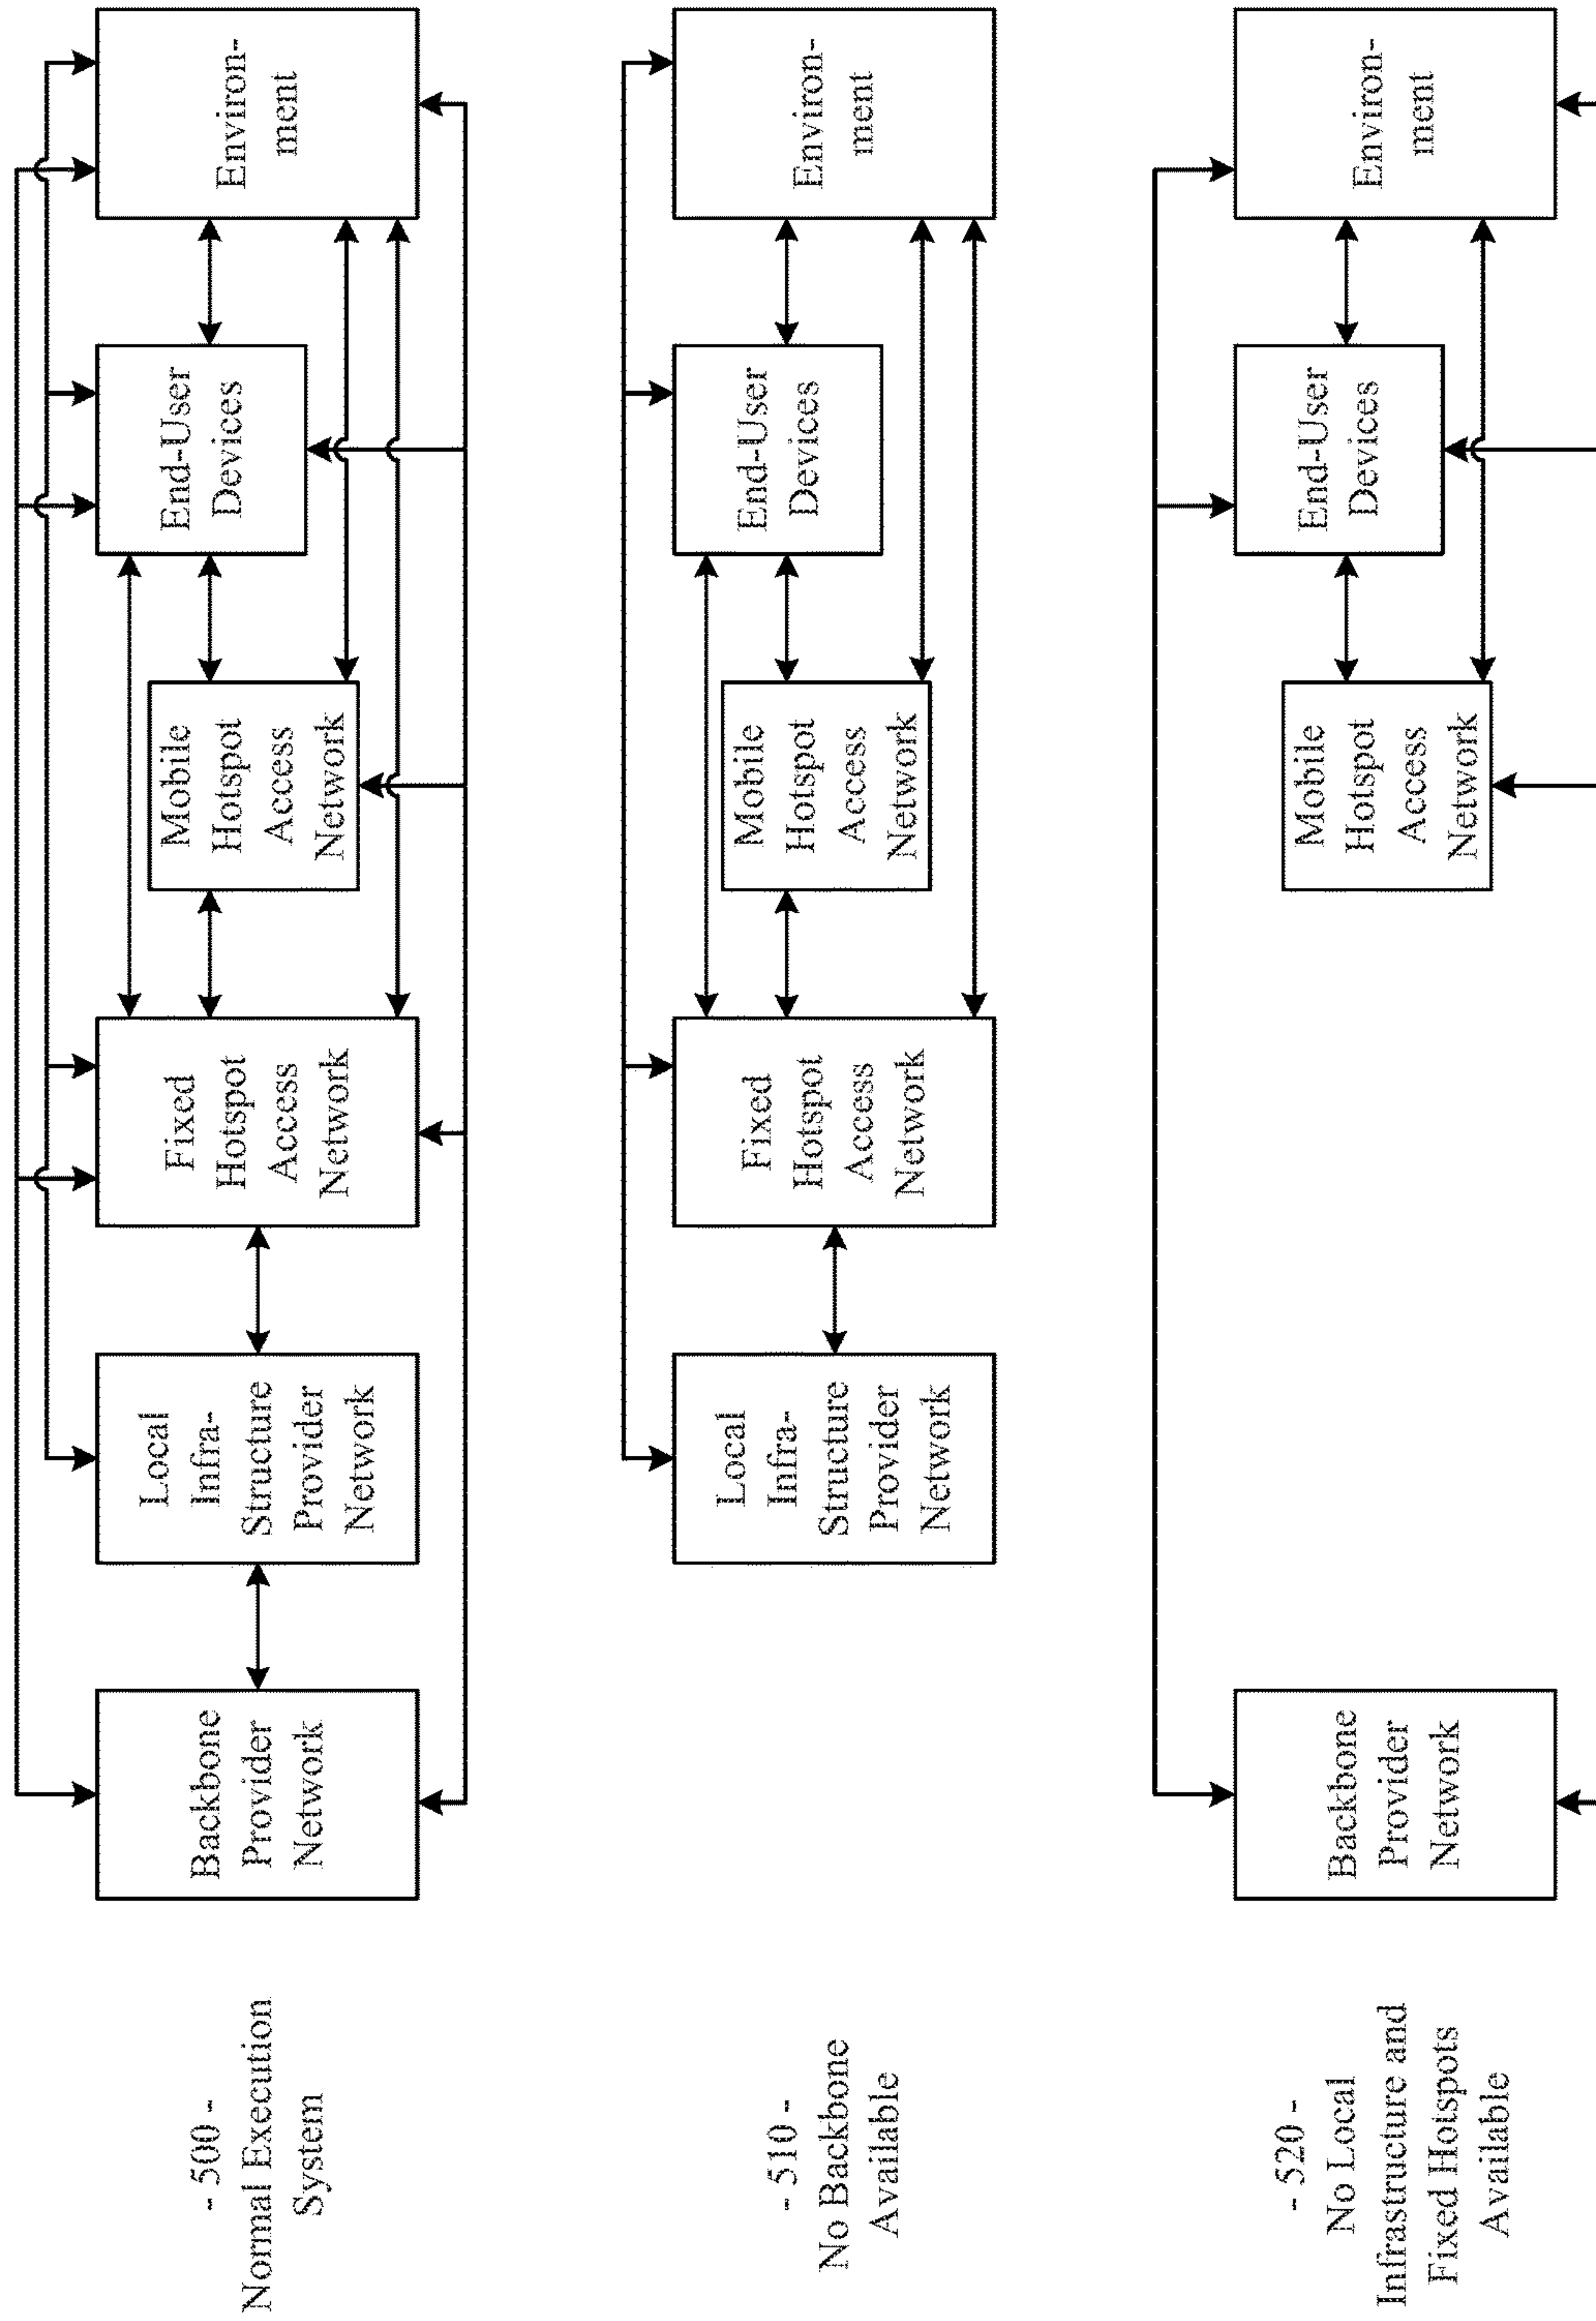 - 500 -
Normal Execution
System
Backbone
Provider
Network
Local
Infra-
Structure
Provider
Network
Fixed
Hotspot
Access
Network
Mobile
Hotspot
Access
Network
End-User
Devices
Environ-
ment
- 510 -
No Backbone
Available
Local
Infra-
Structure
Provider
Network
Fixed
Hotspot
Access
Network
Mobile
Hotspot
Access
Network
End-User
Devices
Environ-
ment
- 520 -
No Local
Infrastructure and
Fixed Hotspots
Available
Backbone
Provider
Network
Mobile
Hotspot
Access
Network
End-User
Devices
Environ-
ment